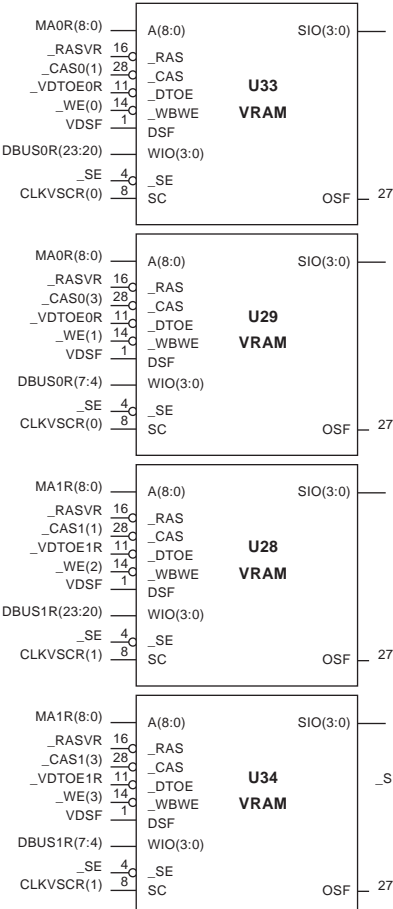 MA0R(8:0) A(8:0) SIO(3:0)
_RASVR 16 _RAS
_CAS0(1) 28 _CAS
_VDTOE0R 11 _DTOE U33
_WE(0) 14 _WBWE VRAM
VDSF 1 DSF
DBUS0R(23:20) WIO(3:0)
_SE 4 _SE
CLKVSCR(0) 8 SC OSF 27
MA0R(8:0) A(8:0) SIO(3:0)
_RASVR 16 _RAS
_CAS0(3) 28 _CAS
_VDTOE0R 11 _DTOE U29
_WE(1) 14 _WBWE VRAM
VDSF 1 DSF
DBUS0R(7:4) WIO(3:0)
_SE 4 _SE
CLKVSCR(0) 8 SC OSF 27
MA1R(8:0) A(8:0) SIO(3:0)
_RASVR 16 _RAS
_CAS1(1) 28 _CAS
_VDTOE1R 11 _DTOE U28
_WE(2) 14 _WBWE VRAM
VDSF 1 DSF
DBUS1R(23:20) WIO(3:0)
_SE 4 _SE
CLKVSCR(1) 8 SC OSF 27
MA1R(8:0) A(8:0) SIO(3:0)
_RASVR 16 _RAS
_CAS1(3) 28 _CAS
_VDTOE1R 11 _DTOE U34 _S
_WE(3) 14 _WBWE VRAM
VDSF 1 DSF
DBUS1R(7:4) WIO(3:0)
_SE 4 _SE
CLKVSCR(1) 8 SC OSF 27